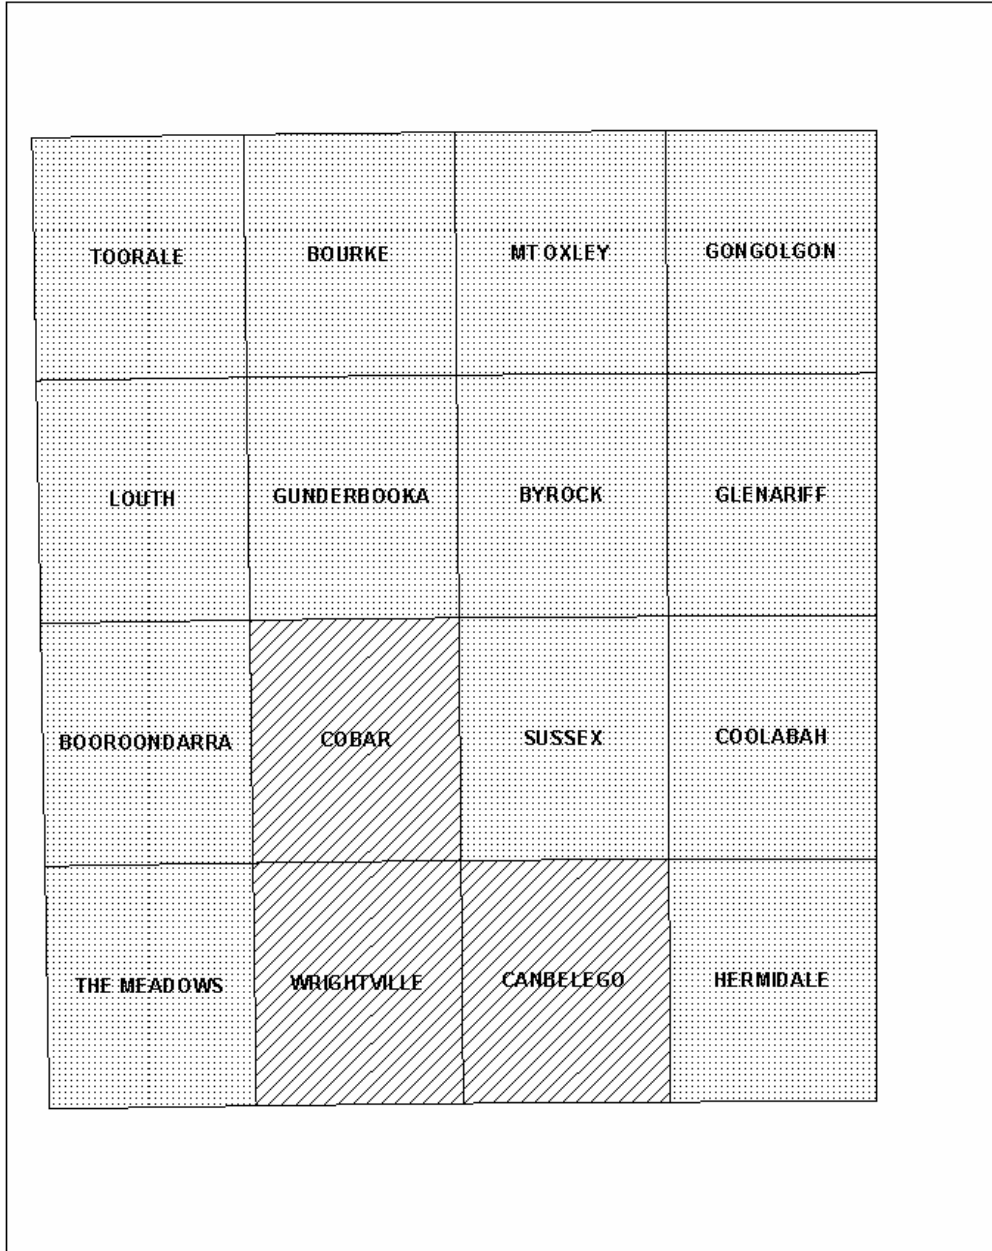 TOORALE
BOURKE
MT OXLEY
GONGOLGON
LOUTH
GUNDERBOOKA
BYROCK
GLENARIFF
BOOROONDARRA
COBAR
SUSSEX
COOLABAH
THE MEADOWS
WRIGHTVILLE
CANBELEGO
HERMIDALE